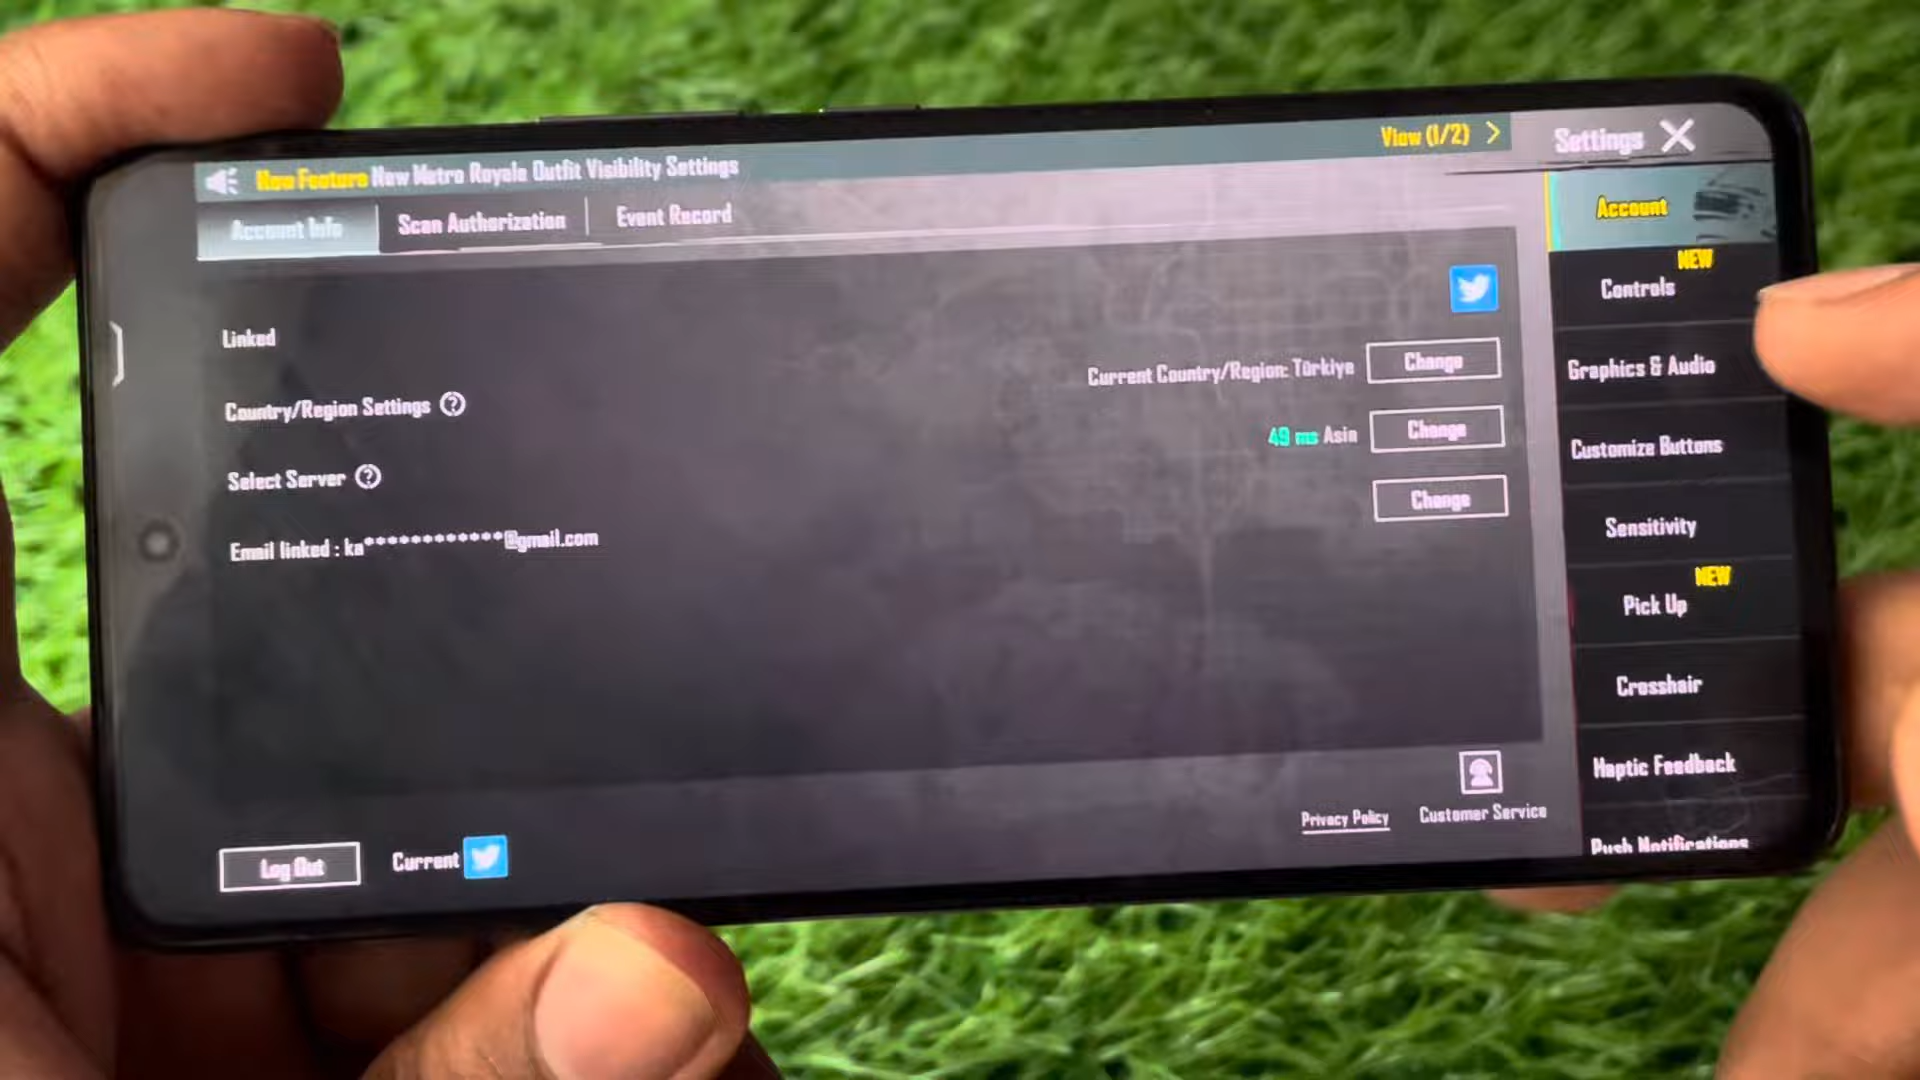 New Feature New Metro Royale Outfit Visibility Settings
View (1/2)
Settings
Account Info
Scan Authorization
Event Record
Account
NEW
Controls
Graphics & Audio
Customize Buttons
Sensitivity
NEW
Pick Up
Crosshair
Haptic Feedback
Push Notifications
Linked
Country/Region Settings ?
Current Country/Region: Türkiye
Change
Select Server ?
49 ms Asia
Change
Email linked : ka************@gmail.com
Change
Privacy Policy
Customer Service
Log Out
Current